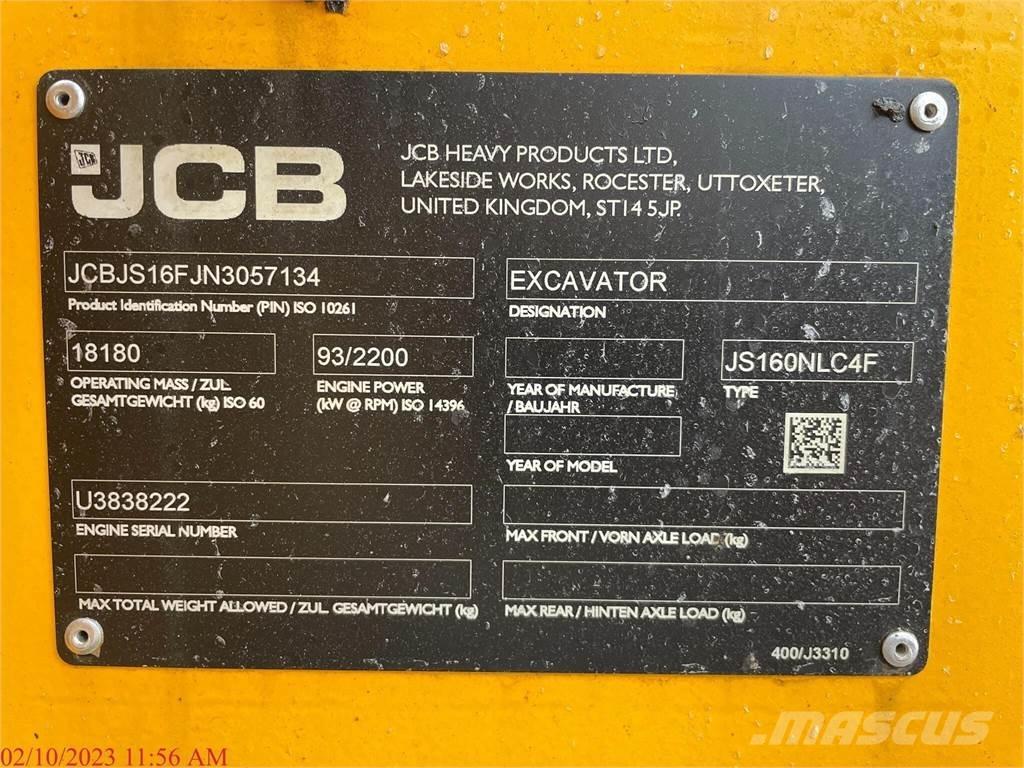 JCB
JCB
JCB HEAVY PRODUCTS LTD,
LAKESIDE WORKS, ROCESTER, UTTOXETER,
UNITED KINGDOM, ST14 5JP.
JCBJS16FJN3057134
Product Identification Number (PIN) ISO 10261
EXCAVATOR
DESIGNATION
18180
OPERATING MASS / ZUL.
GESAMTGEWICHT (kg) ISO 60
93/2200
ENGINE POWER
(kW @ RPM) ISO 14396
YEAR OF MANUFACTURE
/ BAUJAHR
JS160NLC4F
TYPE
YEAR OF MODEL
U3838222
ENGINE SERIAL NUMBER
MAX FRONT / VORN AXLE LOAD (kg)
MAX TOTAL WEIGHT ALLOWED / ZUL. GESAMTGEWICHT (kg)
MAX REAR / HINTEN AXLE LOAD (kg)
400/J3310
MASCUS
02/10/2023 11:56 AM